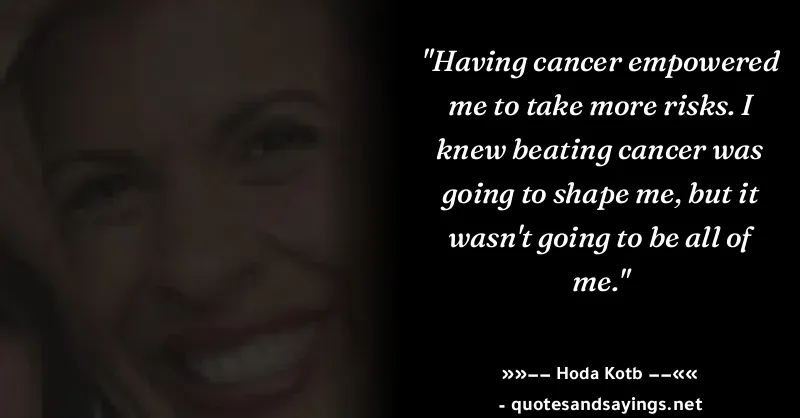 "Having cancer empowered
me to take more risks. I
knew beating cancer was
going to shape me, but it
wasn't going to be all of
me."
»»−− Hoda Kotb −−««
- quotesandsayings.net